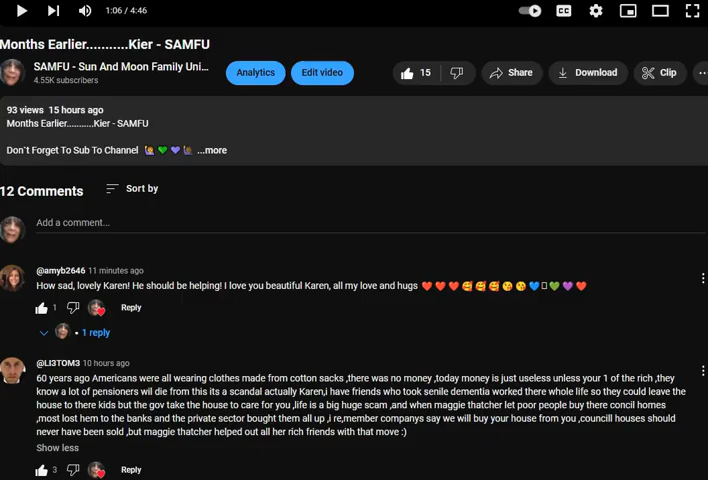 1:06 / 4:46
CC
Months Earlier...........Kier - SAMFU
SAMFU - Sun And Moon Family Uni...
4.55K subscribers
Analytics
Edit video
15
Share
Download
Clip
93 views 15 hours ago
Months Earlier...........Kier - SAMFU
Don`t Forget To Sub To Channel 🙋💚💜🙋🏿 ...more
12 Comments
Sort by
Add a comment...
@amyb2646 11 minutes ago
How sad, lovely Karen! He should be helping! I love you beautiful Karen, all my love and hugs ❤️❤️❤️🥰🥰🥰😘😘💙💚💜❤️
1
Reply
1 reply
@LI3TOM3 10 hours ago
60 years ago Americans were all wearing clothes made from cotton sacks ,there was no money ,today money is just useless unless your 1 of the rich ,they
know a lot of pensioners wil die from this its a scandal actually Karen,i have friends who took senile dementia worked there whole life so they could leave the
house to there kids but the gov take the house to care for you ,life is a big huge scam ,and when maggie thatcher let poor people buy there concil homes
,most lost hem to the banks and the private sector bought them all up ,i re,member companys say we will buy your house from you ,councill houses should
never have been sold ,but maggie thatcher helped out all her rich friends with that move :)
Show less
3
Reply